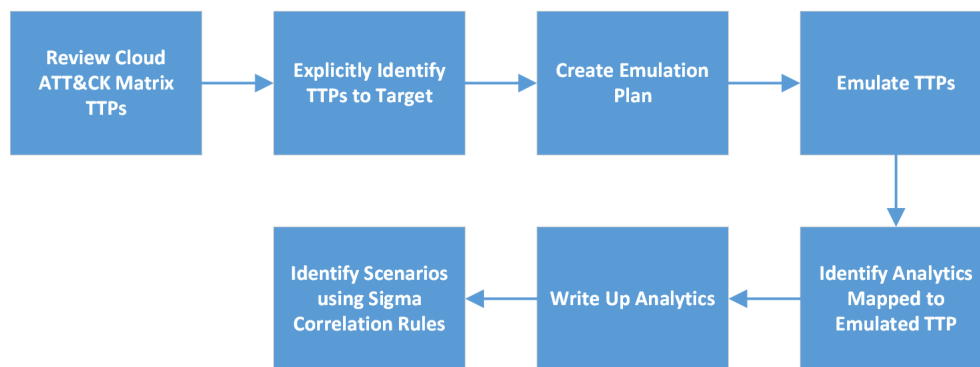 Review Cloud
ATT&CK Matrix
TTPs
Explicitly Identify
TTPs to Target
Create Emulation
Plan
Emulate TTPs
Identify Analytics
Mapped to
Emulated TTP
Write Up Analytics
Identify Scenarios
using Sigma
Correlation Rules